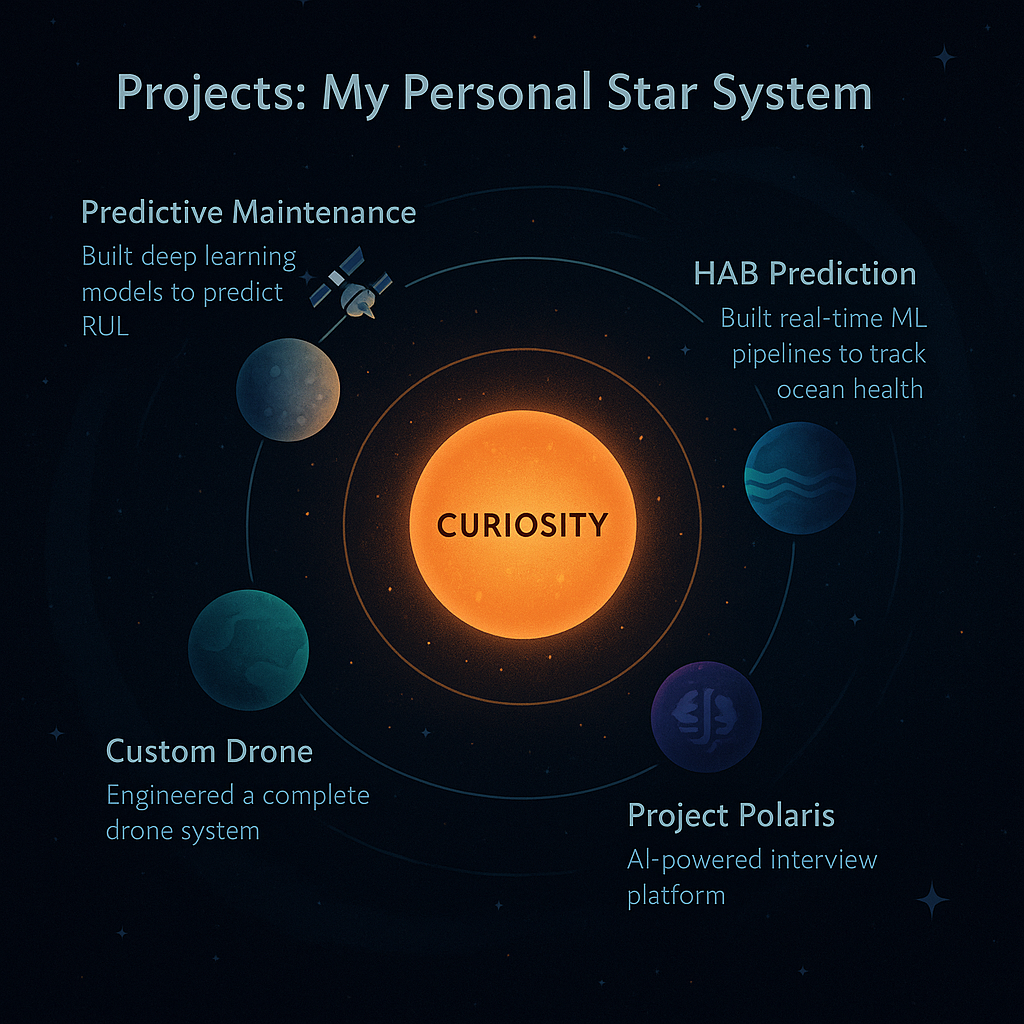 Projects: My Personal Star System
Predictive Maintenance
Built deep learning
models to predict
RUL
HAB Prediction
Built real-time ML
pipelines to track
ocean health
CURIOSITY
Custom Drone
Engineered a complete
drone system
Project Polaris
AI-powered interview
platform